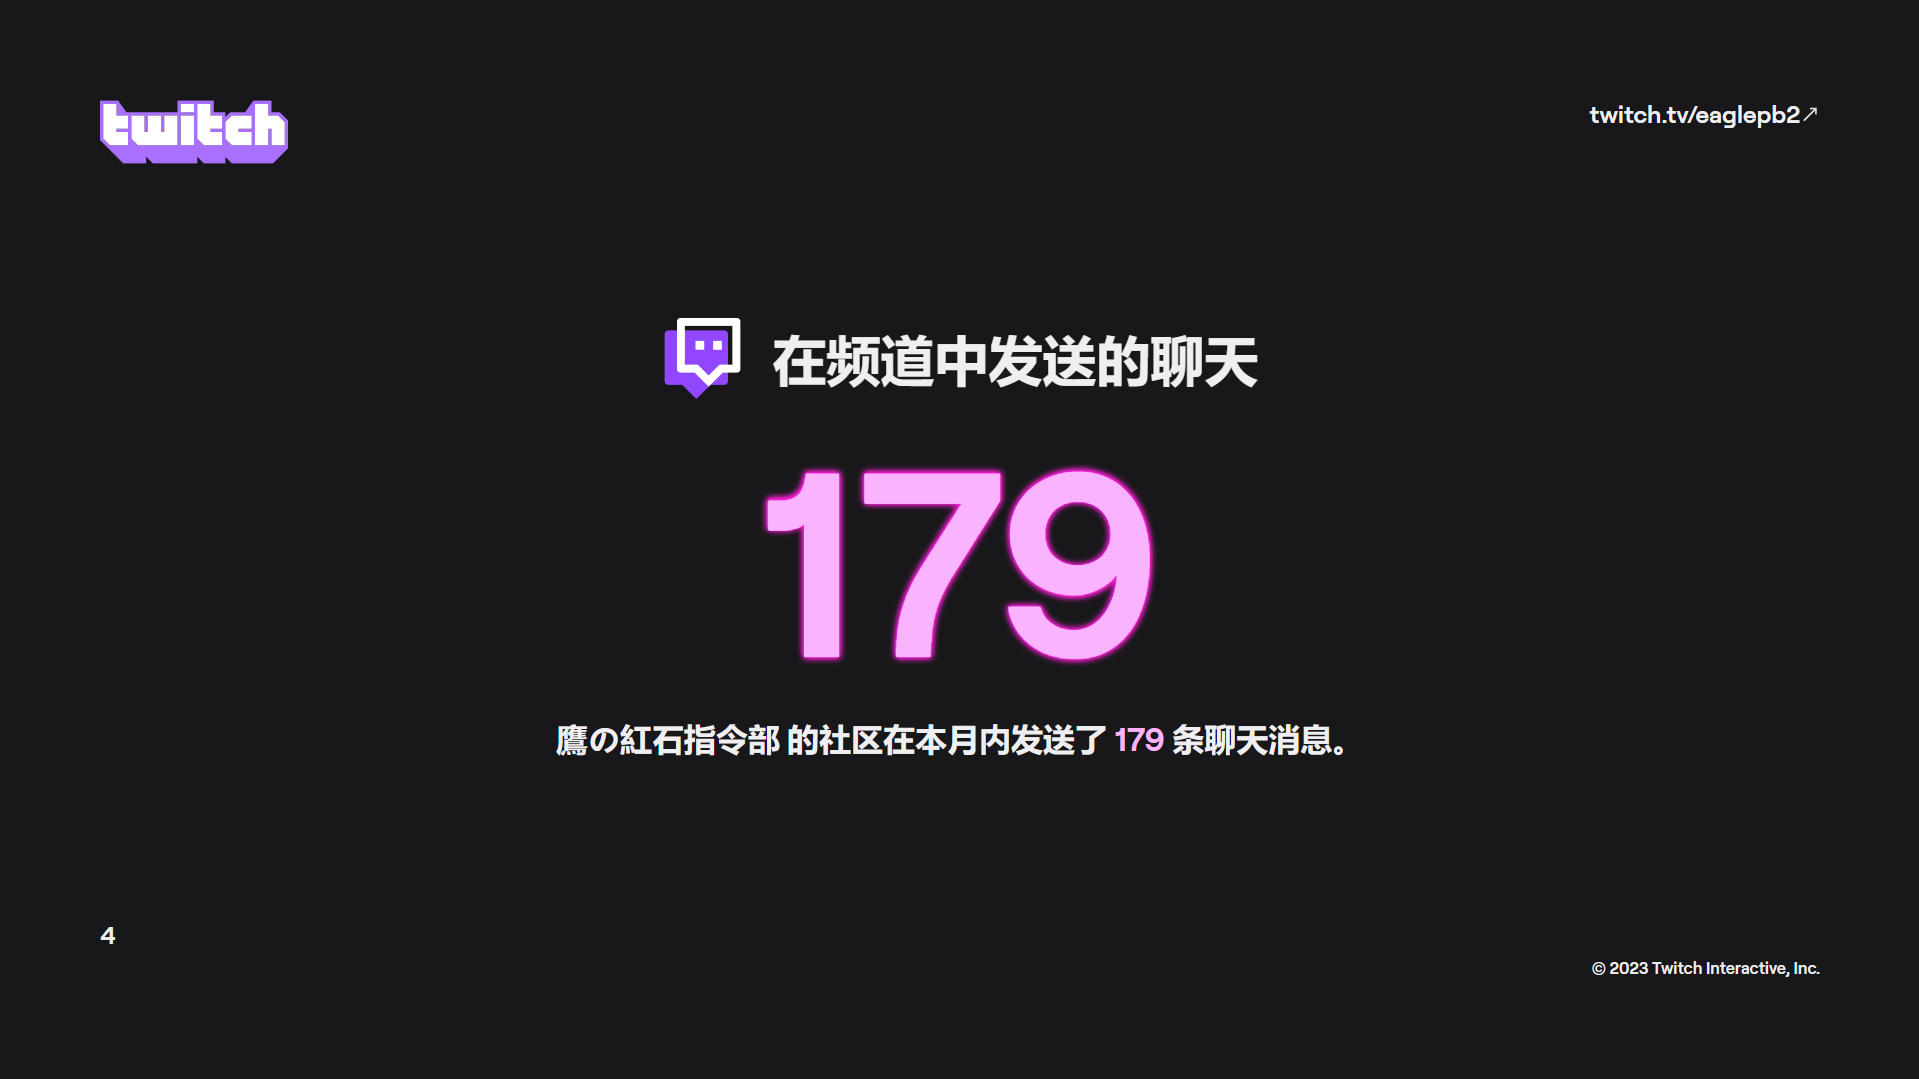 twitch
twitch.tv/eaglepb2↗
在频道中发送的聊天
179
鷹の紅石指令部 的社区在本月内发送了 179 条聊天消息。
4
© 2023 Twitch Interactive, Inc.